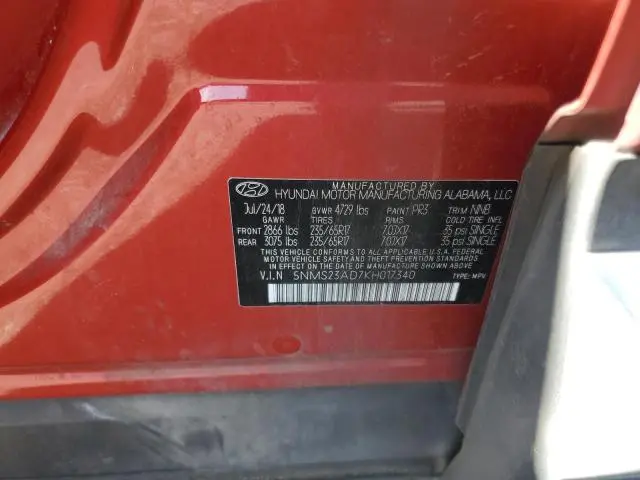 MANUFACTURED BY
HYUNDAI MOTOR MANUFACTURING ALABAMA, LLC
Jul/24/18 GVWR 4729 lbs PAINT PR3 TRIM NNB
GAWR TIRES RIMS COLD TIRE INFL
FRONT 2866 lbs 235/65R17 7.0JX17 35 psi SINGLE
REAR 3075 lbs 235/65R17 7.0JX17 35 psi SINGLE
THIS VEHICLE CONFORMS TO ALL APPLICABLE U.S.A. FEDERAL
MOTOR VEHICLE SAFETY, BUMPER, AND THEFT PREVENTION STANDARDS
IN EFFECT ON THE DATE OF MANUFACTURE SHOWN ABOVE.
V.I.N 5NMS23AD7KH017340
TYPE: MPV